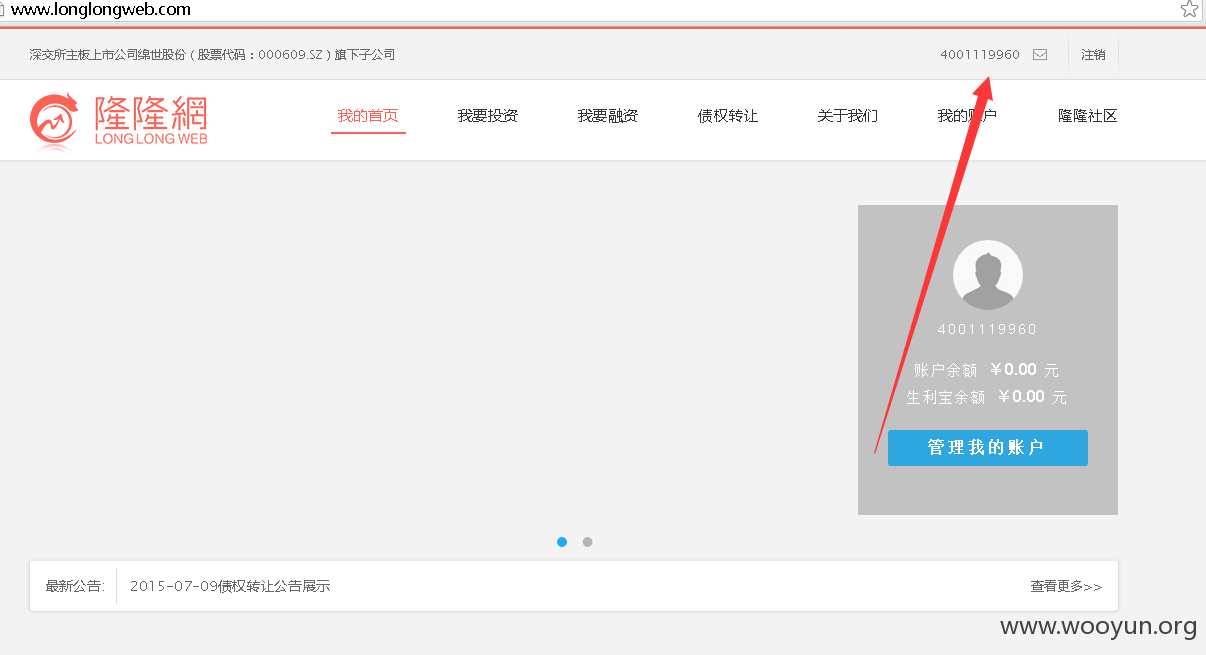 www.longlongweb.com
深交所主板上市公司绵世股份（股票代码：000609.SZ）旗下子公司
4001119960
注销
隆隆網
LONG LONG WEB
我的首页
我要投资
我要融资
债权转让
关于我们
我的账户
隆隆社区
4001119960
账户余额 ￥0.00 元
生利宝余额 ￥0.00 元
管理我的账户
最新公告:
2015-07-09债权转让公告展示
查看更多>>
www.wooyun.org